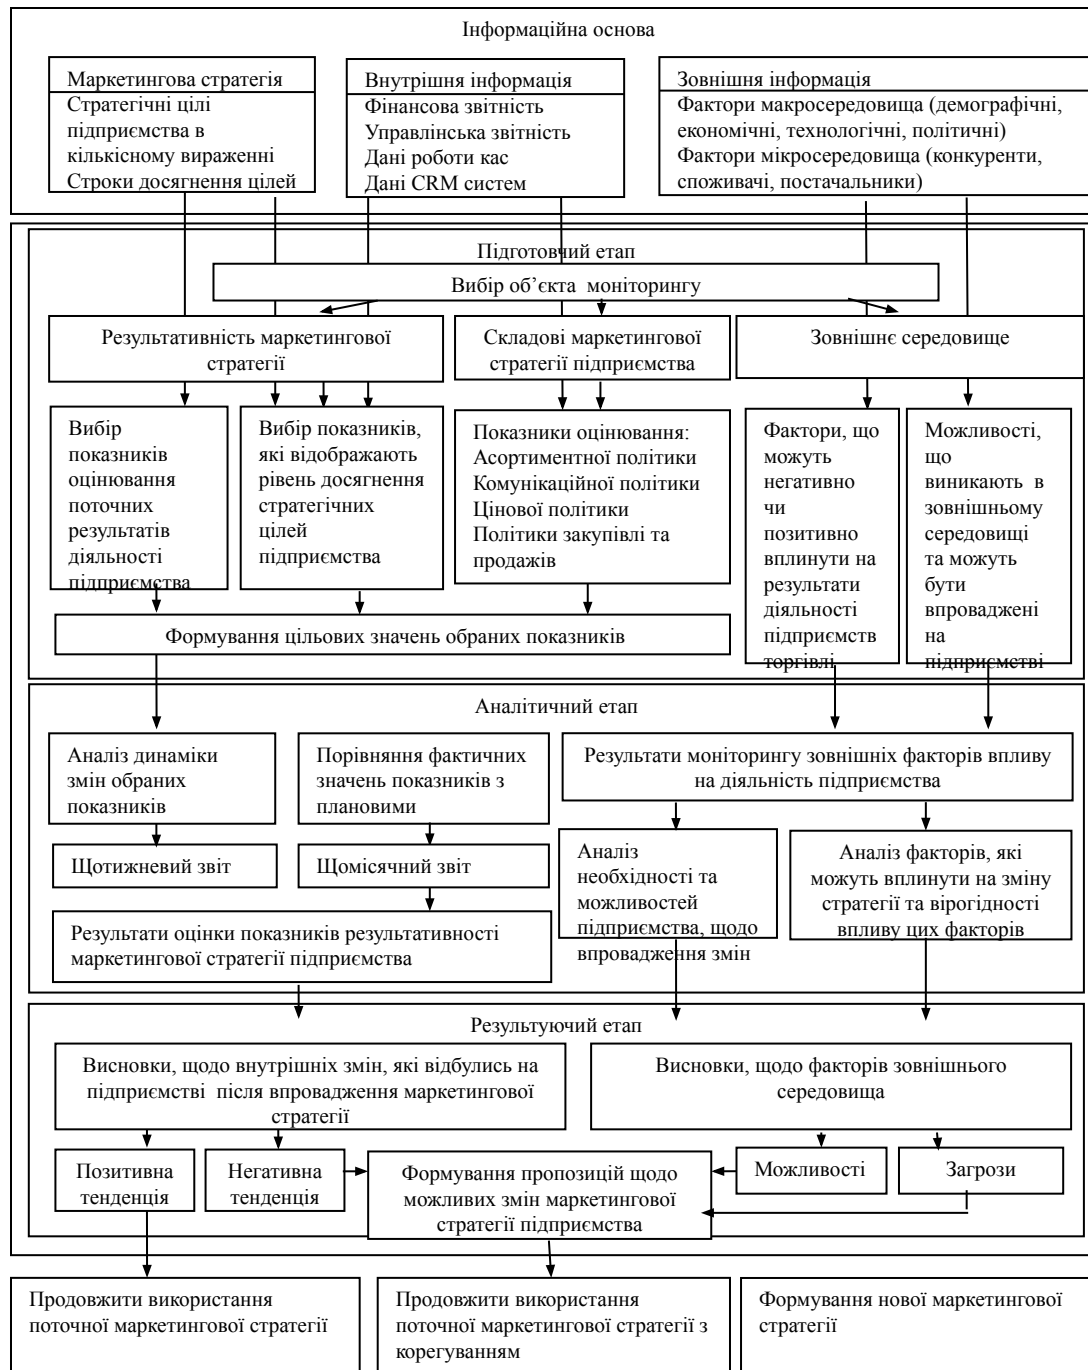 Інформаційна основа
Маркетингова стратегія
Стратегічні цілі
підприємства в
кількісному вираженні
Строки досягнення цілей
Внутрішня інформація
Фінансова звітність
Управлінська звітність
Дані роботи кас
Дані CRM систем
Зовнішня інформація
Фактори макросередовища (демографічні,
економічні, технологічні, політичні)
Фактори мікросередовища (конкуренти,
споживачі, постачальники)
Підготовчий етап
Вибір об’єкта моніторингу
Результативність маркетингової
стратегії
Складові маркетингової
стратегії підприємства
Зовнішнє середовище
Вибір
показників
оцінювання
поточних
результатів
діяльності
підприємства
Вибір показників,
які відображають
рівень досягнення
стратегічних
цілей
підприємства
Показники оцінювання:
Асортиментної політики
Комунікаційної політики
Цінової політики
Політики закупівлі та
продажів
Фактори, що
можуть
негативно
чи
позитивно
вплинути на
результати
діяльності
підприємств
торгівлі
Можливості,
що
виникають в
зовнішньому
середовищі
та можуть
бути
впроваджені
на
підприємстві
Формування цільових значень обраних показників
Аналітичний етап
Аналіз динаміки
змін обраних
показників
Порівняння фактичних
значень показників з
плановими
Результати моніторингу зовнішніх факторів впливу
на діяльність підприємства
Щотижневий звіт
Щомісячний звіт
Аналіз
необхідності та
можливостей
підприємства, щодо
впровадження змін
Аналіз факторів, які
можуть вплинути на зміну
стратегії та вірогідності
впливу цих факторів
Результати оцінки показників результативності
маркетингової стратегії підприємства
Результуючий етап
Висновки, щодо внутрішніх змін, які відбулись на
підприємстві після впровадження маркетингової
стратегії
Висновки, щодо факторів зовнішнього
середовища
Позитивна
тенденція
Негативна
тенденція
Формування пропозицій щодо
можливих змін маркетингової
стратегії підприємства
Можливості
Загрози
Продовжити використання
поточної маркетингової стратегії
Продовжити використання
поточної маркетингової стратегії з
корегуванням
Формування нової маркетингової
стратегії